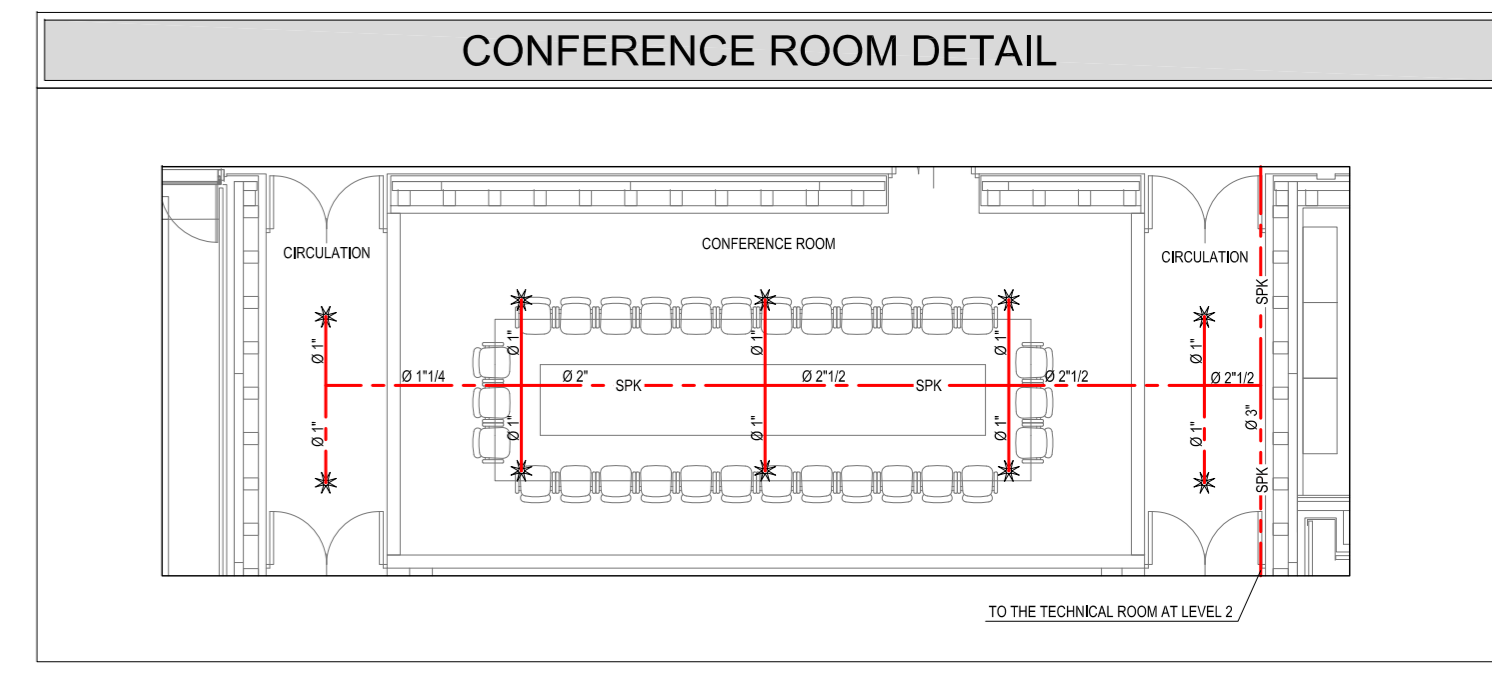 CONFERENCE ROOM DETAIL
CONFERENCE ROOM
CIRCULATION
CIRCULATION
SPK
Ø 1"
Ø 1"
Ø 1"
Ø 1"
Ø 1"
Ø 1"1/4
Ø 2"
SPK
Ø 2"1/2
SPK
Ø 2"1/2
Ø 2"1/2
Ø 1"
Ø 1"
Ø 1"
Ø 1"
Ø 1"
Ø 3"
SPK
TO THE TECHNICAL ROOM AT LEVEL 2